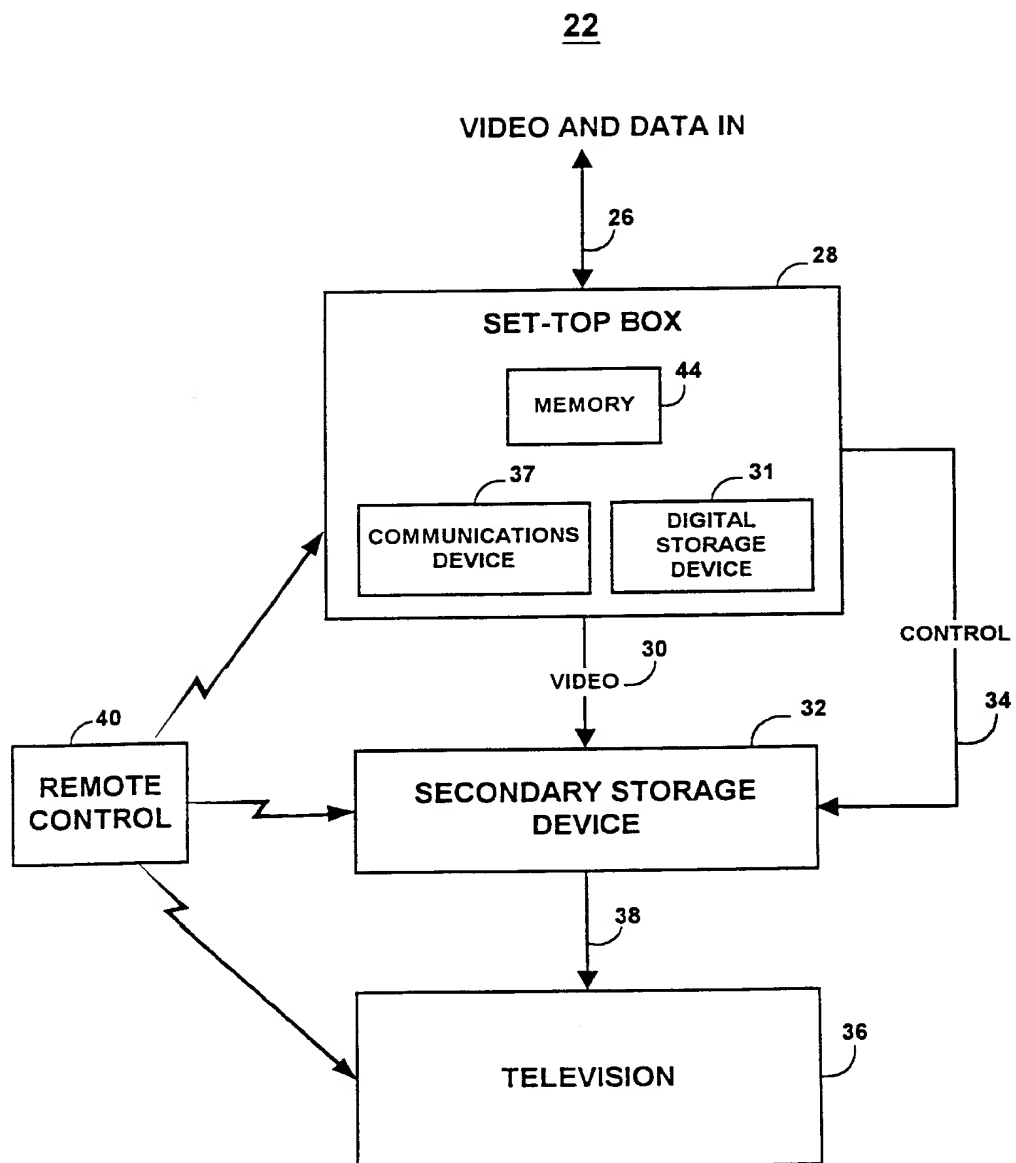 22
VIDEO AND DATA IN
26
28
SET-TOP BOX
44
MEMORY
37
COMMUNICATIONS
DEVICE
31
DIGITAL
STORAGE
DEVICE
CONTROL
30
VIDEO
34
40
REMOTE
CONTROL
32
SECONDARY STORAGE
DEVICE
38
36
TELEVISION